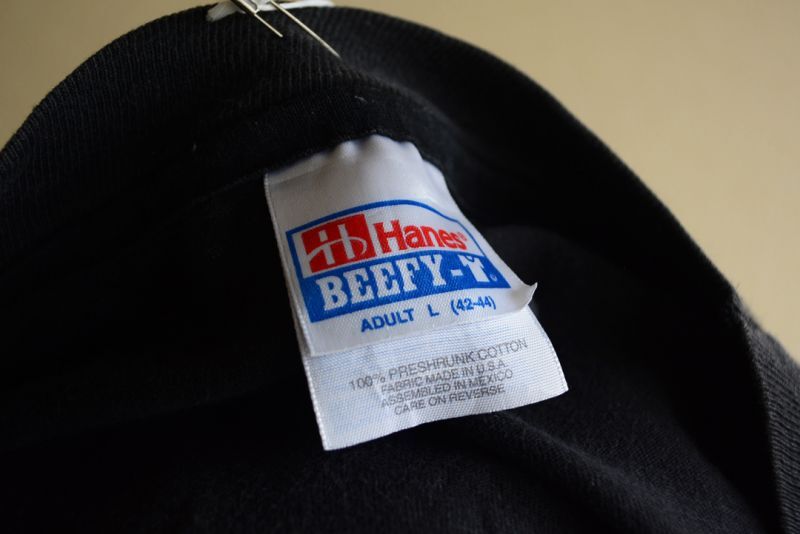 Hanes®
BEEFY-T®
ADULT L (42-44)
100% PRESHRUNK COTTON
FABRIC MADE IN U.S.A
ASSEMBLED IN MEXICO
CARE ON REVERSE